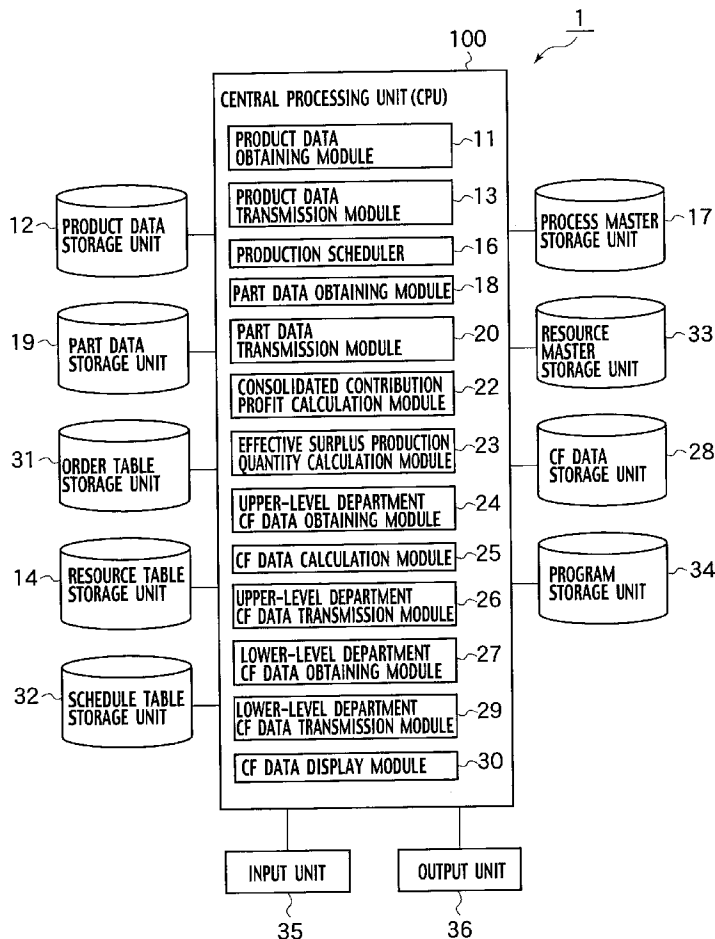 1
100
CENTRAL PROCESSING UNIT (CPU)
PRODUCT DATA
OBTAINING MODULE
11
PRODUCT DATA
TRANSMISSION MODULE
13
PRODUCTION SCHEDULER
16
PART DATA OBTAINING MODULE
18
PART DATA
TRANSMISSION MODULE
20
CONSOLIDATED CONTRIBUTION
PROFIT CALCULATION MODULE
22
EFFECTIVE SURPLUS PRODUCTION
QUANTITY CALCULATION MODULE
23
UPPER-LEVEL DEPARTMENT
CF DATA OBTAINING MODULE
24
CF DATA CALCULATION MODULE
25
UPPER-LEVEL DEPARTMENT
CF DATA TRANSMISSION MODULE
26
LOWER-LEVEL DEPARTMENT
CF DATA OBTAINING MODULE
27
LOWER-LEVEL DEPARTMENT
CF DATA TRANSMISSION MODULE
29
CF DATA DISPLAY MODULE
30
12
PRODUCT DATA
STORAGE UNIT
19
PART DATA
STORAGE UNIT
31
ORDER TABLE
STORAGE UNIT
14
RESOURCE TABLE
STORAGE UNIT
32
SCHEDULE TABLE
STORAGE UNIT
PROCESS MASTER
STORAGE UNIT
17
RESOURCE
MASTER
STORAGE UNIT
33
CF DATA
STORAGE UNIT
28
PROGRAM
STORAGE UNIT
34
INPUT UNIT
35
OUTPUT UNIT
36